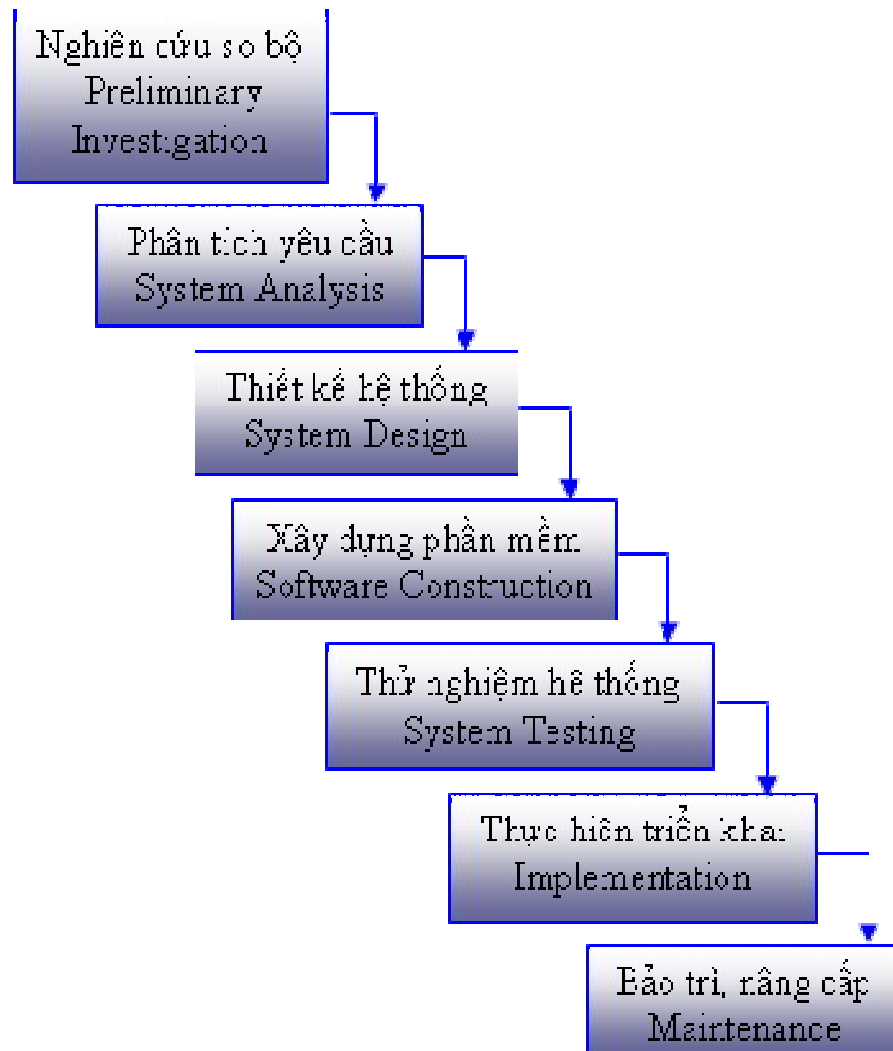 Nghiên cứu sơ bộ
Preliminary
Investigation
Phân tích yêu cầu
System Analysis
Thiết kế hệ thống
System Design
Xây dựng phần mềm
Software Construction
Thử nghiệm hê thống
System Testing
Thực hiên triển khai
Implementation
Bảo trì, nâng cấp
Maintenance